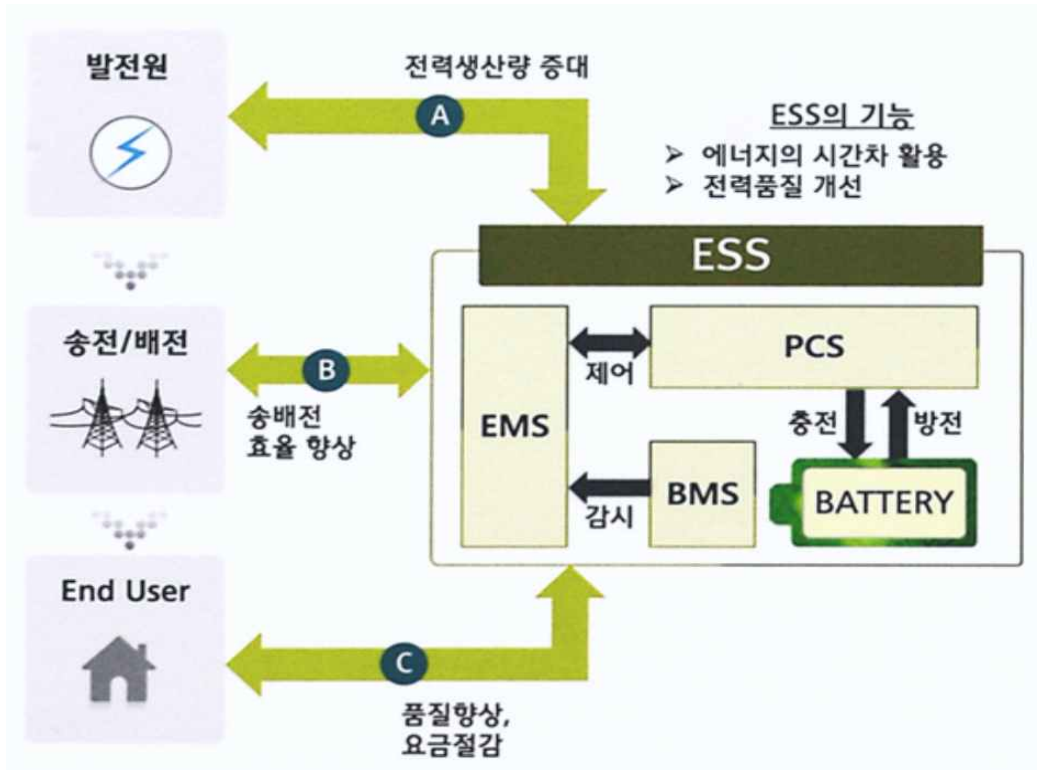 발전원
전력생산량 증대
A
ESS의 기능
➢ 에너지의 시간차 활용
➢ 전력품질 개선
ESS
송전/배전
B
송배전
효율 향상
EMS
제어
PCS
충전
방전
감시
BMS
BATTERY
End User
C
품질향상,
요금절감